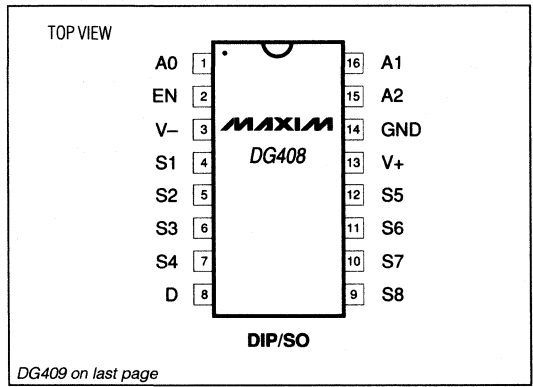 TOP VIEW
A0 1 16 A1
EN 2 15 A2
V– 3 MAXIM 14 GND
S1 4 DG408 13 V+
S2 5 12 S5
S3 6 11 S6
S4 7 10 S7
D 8 9 S8
DIP/SO
DG409 on last page